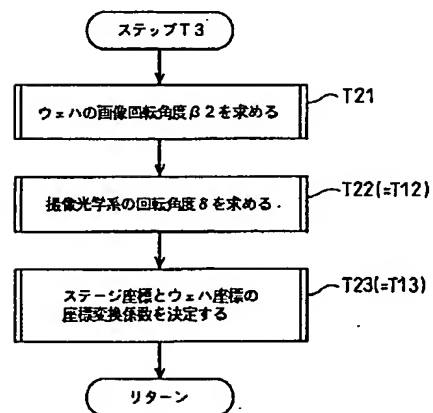 ステップT3
ウェハの画像回転角度β2を求める
T21
撮像光学系の回転角度δを求める.
T22(=T12)
ステージ座標とウェハ座標の
座標変換係数を決定する
T23(=T13)
リターン